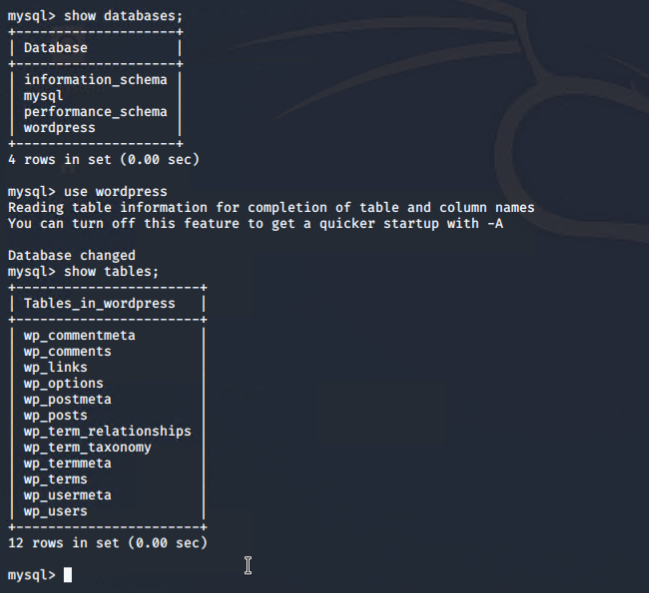 mysql> show databases;
+--------------------+
| Database           |
+--------------------+
| information_schema |
| mysql              |
| performance_schema |
| wordpress          |
+--------------------+
4 rows in set (0.00 sec)

mysql> use wordpress
Reading table information for completion of table and column names
You can turn off this feature to get a quicker startup with -A

Database changed
mysql> show tables;
+-----------------------+
| Tables_in_wordpress   |
+-----------------------+
| wp_commentmeta        |
| wp_comments           |
| wp_links              |
| wp_options            |
| wp_postmeta           |
| wp_posts              |
| wp_term_relationships |
| wp_term_taxonomy      |
| wp_termmeta           |
| wp_terms              |
| wp_usermeta           |
| wp_users              |
+-----------------------+
12 rows in set (0.00 sec)

mysql>